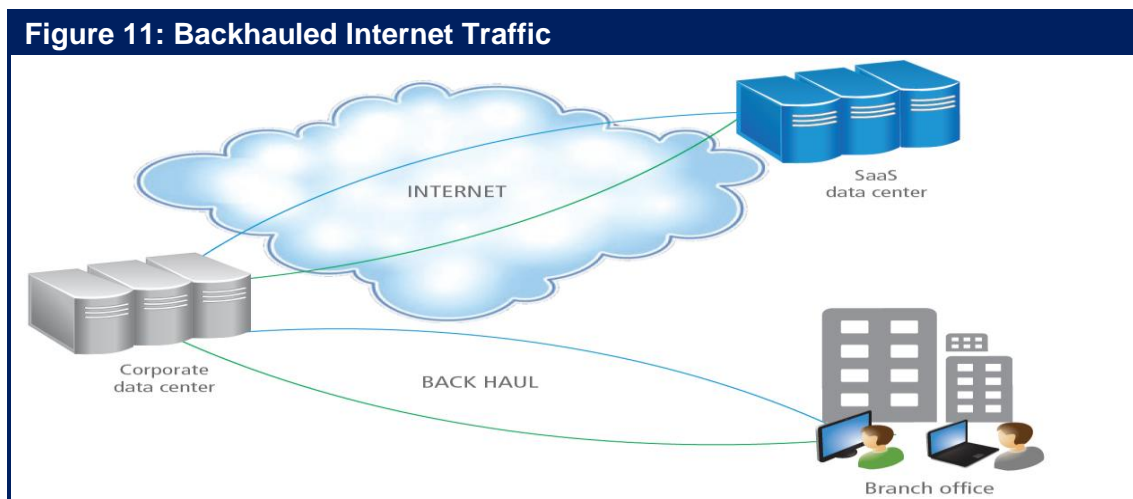 Figure 11: Backhauled Internet Traffic
INTERNET
SaaS
data center
Corporate
data center
BACK HAUL
Branch office